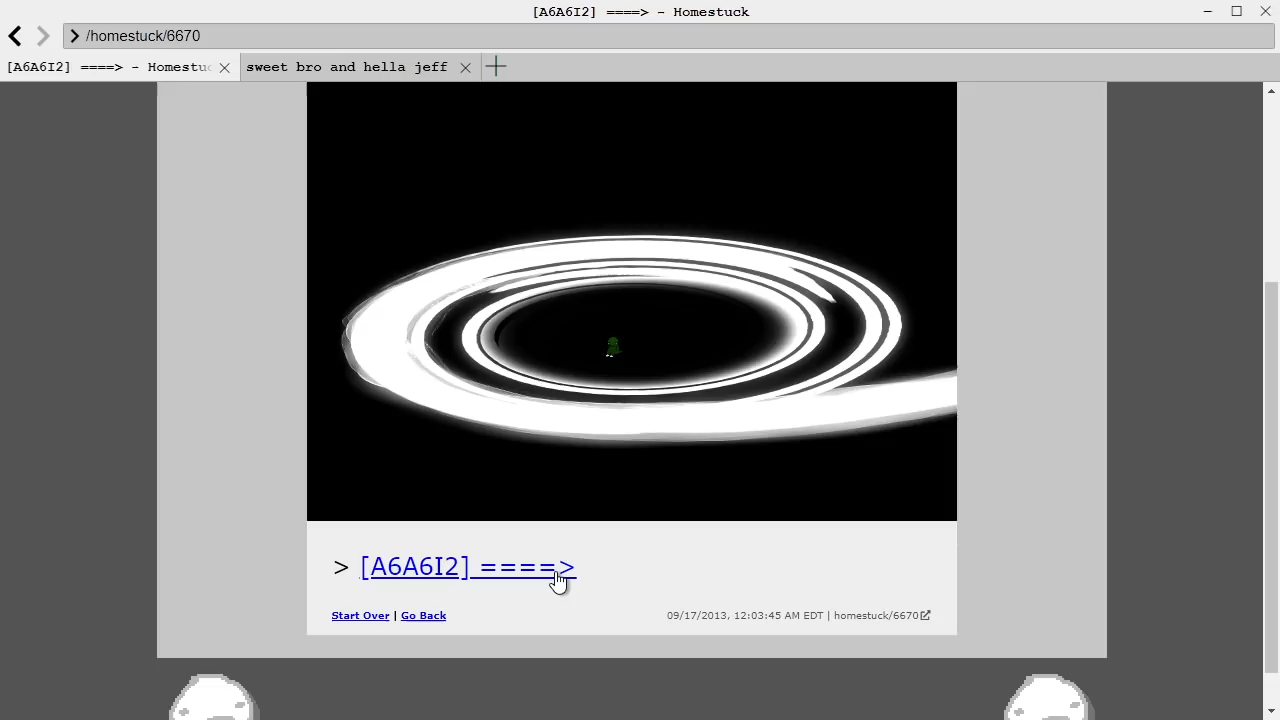 [A6A6I2] ====> - Homestuck
/homestuck/6670
[A6A6I2] ====> - Homestuc
sweet bro and hella jeff
> [A6A6I2] ====>
Start Over | Go Back
09/17/2013, 12:03:45 AM EDT | homestuck/6670